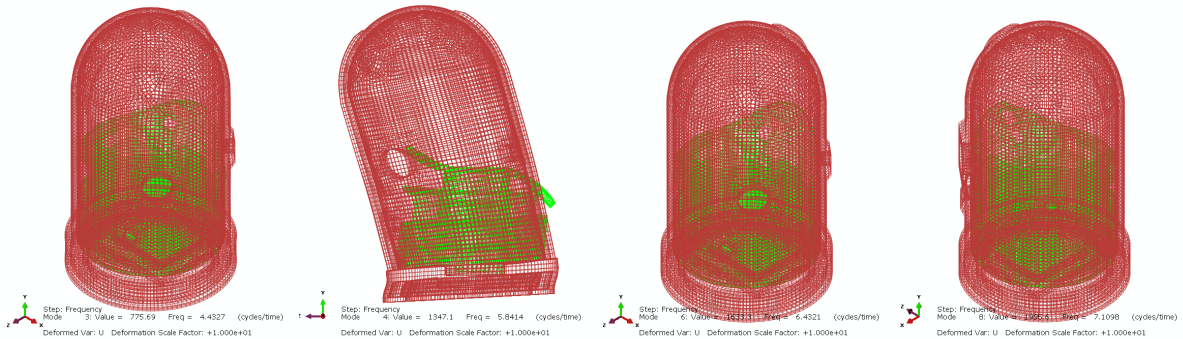 Y
Z
X
Step: Frequency
Mode 3: Value = 775.69 Freq = 4.4327 (cycles/time)
Deformed Var: U Deformation Scale Factor: +1.000e+01
Y
Step: Frequency
Mode 4: Value = 1347.1 Freq = 5.8414 (cycles/time)
Deformed Var: U Deformation Scale Factor: +1.000e+01
Y
Z
X
Step: Frequency
Mode 6: Value = Freq = 6.4321 (cycles/time)
Deformed Var: U Deformation Scale Factor: +1.000e+01
Y
X
Z
Step: Frequency
Mode 8: Value = Freq = 7.1098 (cycles/time)
Deformed Var: U Deformation Scale Factor: +1.000e+01